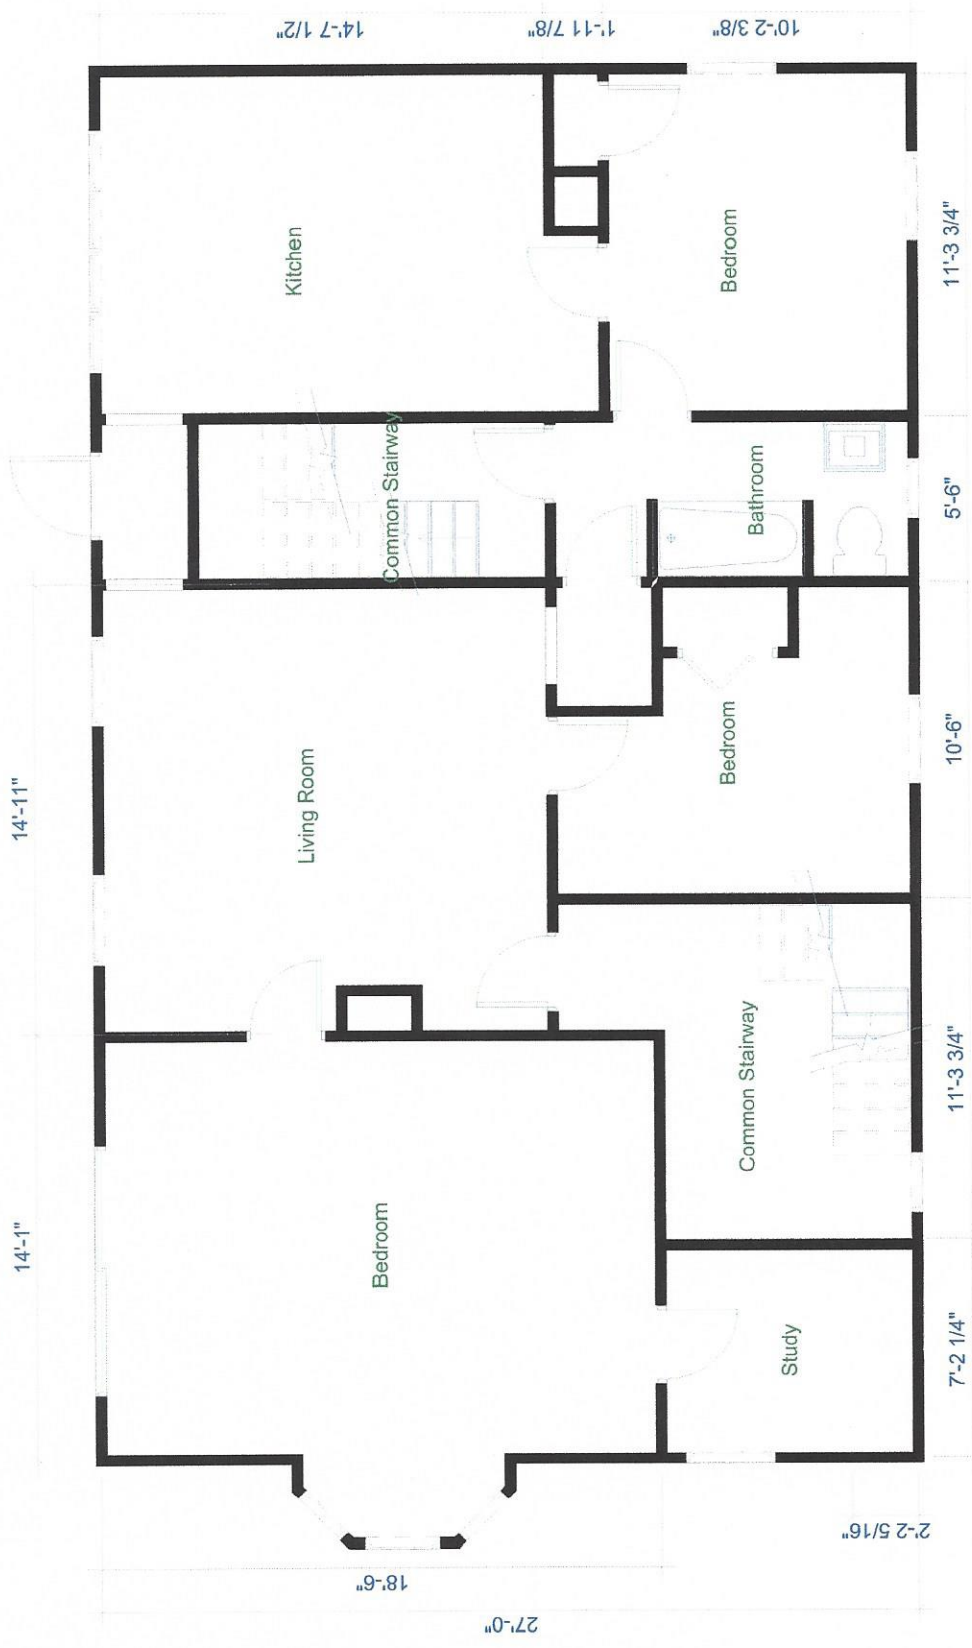 14'-7 1/2"
1'-11 7/8"
10'-2 3/8"
Kitchen
Bedroom
11'-3 3/4"
Common Stairway
Bathroom
5'-6"
14'-11"
Living Room
Bedroom
10'-6"
Common Stairway
11'-3 3/4"
14'-1"
Bedroom
Study
7'-2 1/4"
2'-2 5/16"
18'-6"
27'-0"